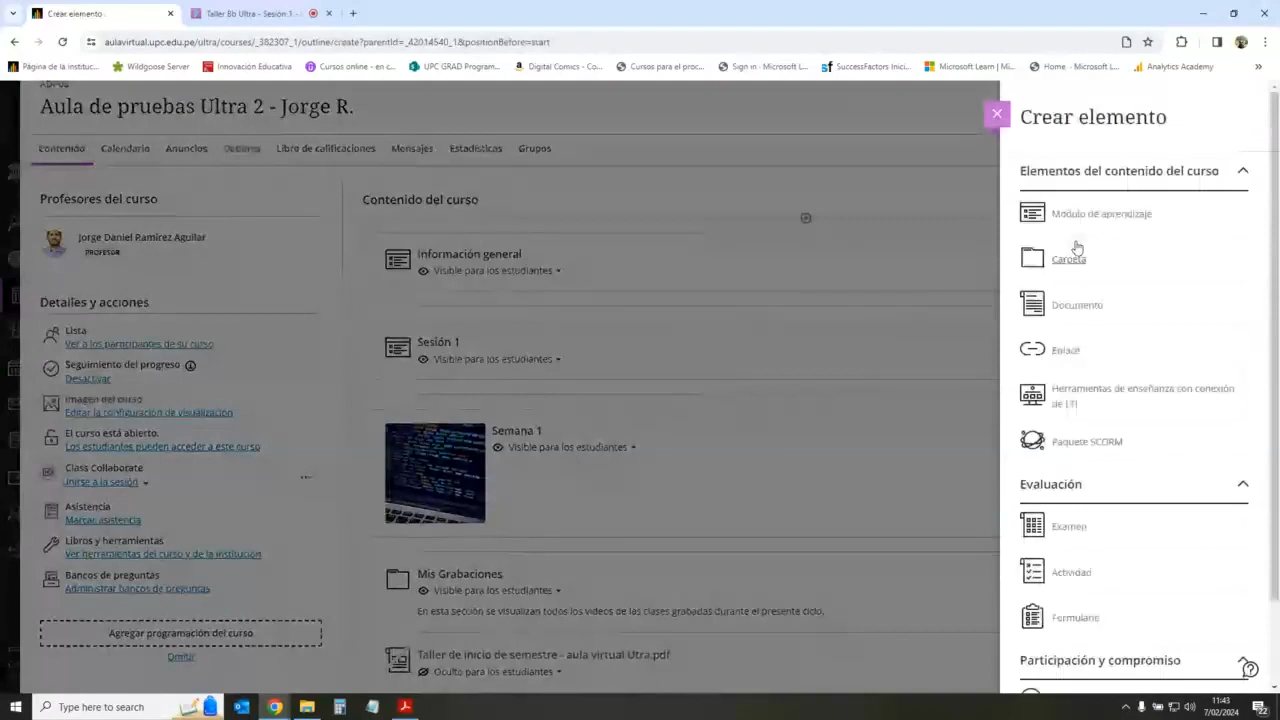 Crear elemento
Taller Bb Ultra - Sesión 1 -
aulavirtual.upc.edu.pe/ultra/courses/_382307_1/outline/create?parentId=_42014540_1&positionBefore=start
Página de la instituc...
Wildgoose Server
Innovación Educativa
Cursos online - en c...
UPC GRAD Program...
Digital Comics - Co...
Cursos para el proc...
Sign in - Microsoft L...
SuccessFactors Inici...
Microsoft Learn | Mi...
Home - Microsoft L...
Analytics Academy
Aula de pruebas Ultra 2 - Jorge R.
Contenido
Calendario
Anuncios
Libro de calificaciones
Mensajes
Estadísticas
Grupos
Profesores del curso
Jorge Daniel Ramirez Aguilar
PROFESOR
Detalles y acciones
Lista
Ver a los participantes de su curso
Seguimiento del progreso
Desactivar
Imagen del curso
Editar la configuración de visualización
El curso está abierto.
Los estudiantes pueden acceder a este curso
Class Collaborate
Unirse a la sesión
Asistencia
Marcar asistencia
Libros y herramientas
Ver herramientas del curso y de la institución
Bancos de preguntas
Administrar bancos de preguntas
Agregar programación del curso
Omitir
Contenido del curso
Información general
Visible para los estudiantes
Sesión 1
Visible para los estudiantes
Semana 1
Visible para los estudiantes
Mis Grabaciones
Visible para los estudiantes
En esta sección se visualizan todos los videos de las clases grabadas durante el presente ciclo.
Taller de inicio de semestre - aula virtual Utra.pdf
Oculto para los estudiantes
Crear elemento
Elementos del contenido del curso
Módulo de aprendizaje
Carpeta
Documento
Enlace
Herramientas de enseñanza con conexión
de LTI
Paquete SCORM
Evaluación
Examen
Actividad
Formulario
Participación y compromiso
Type here to search
11:43
7/02/2024
22